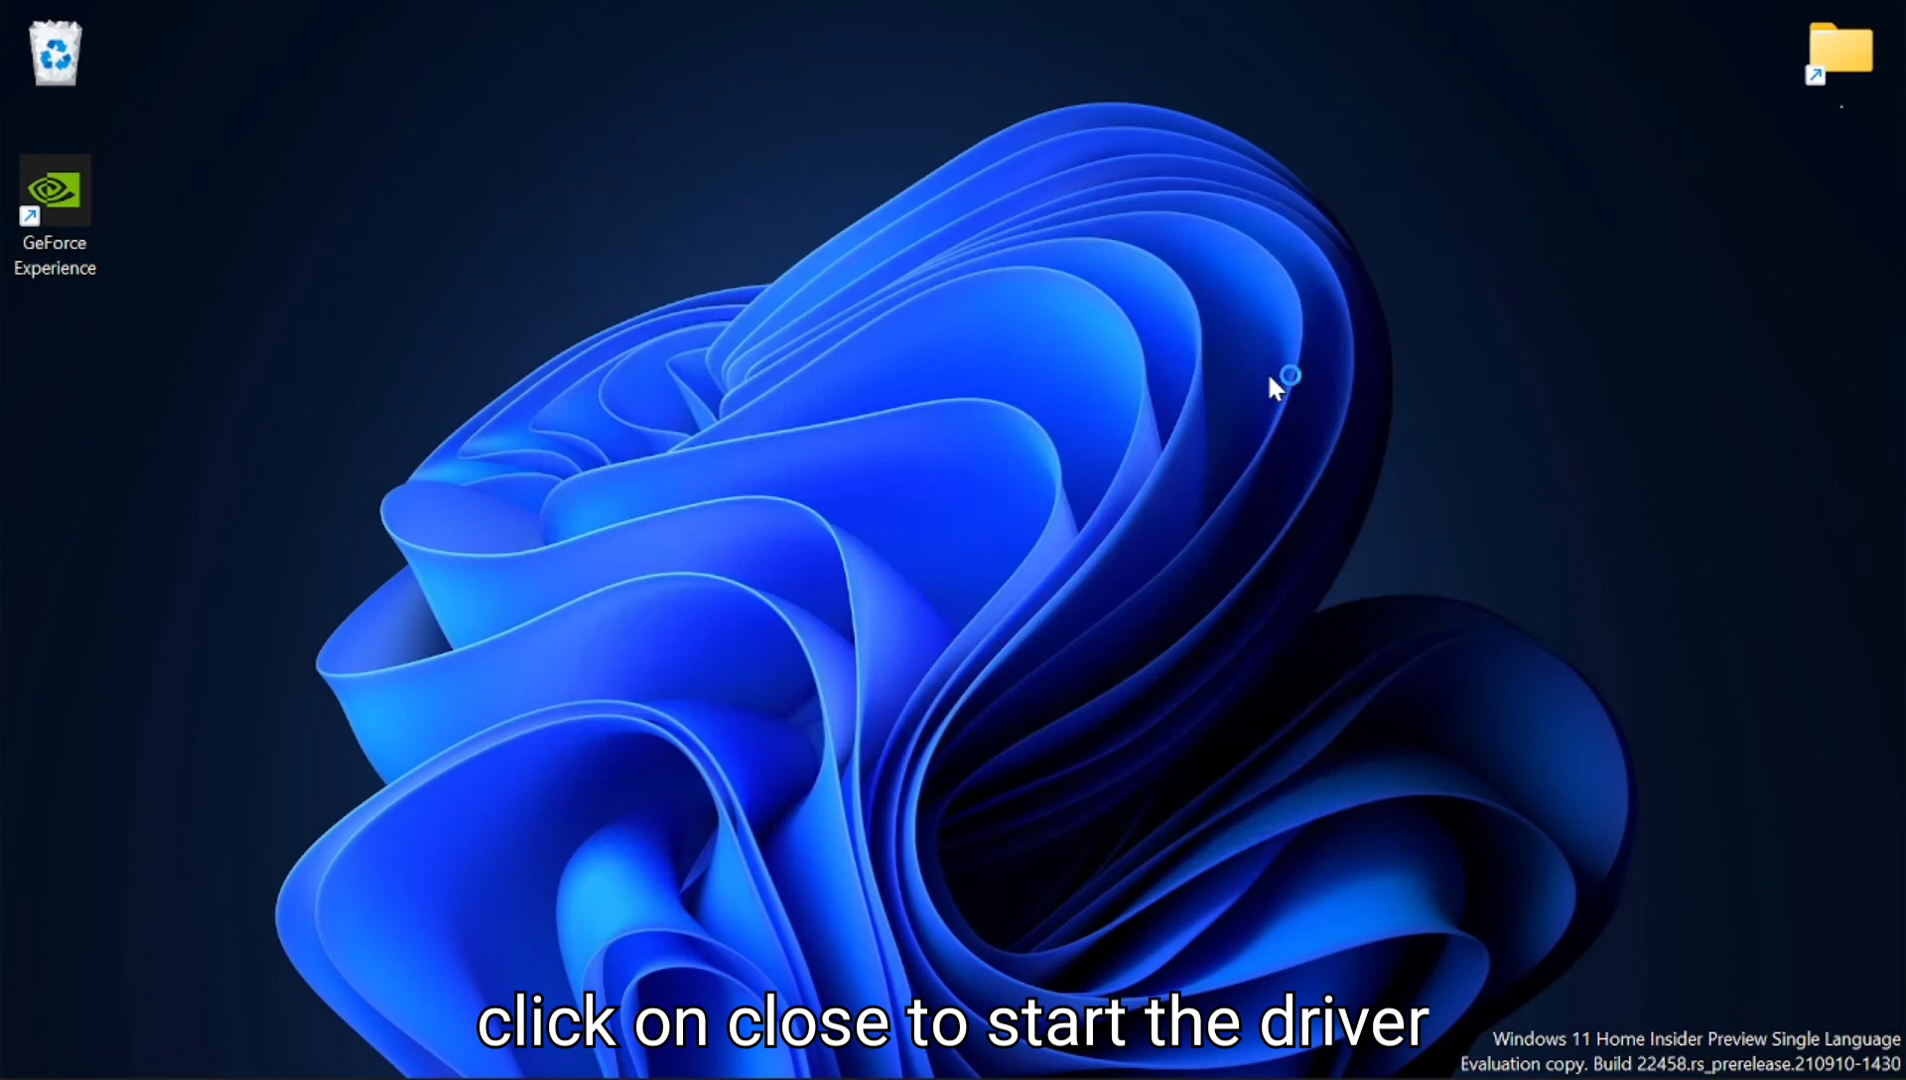 GeForce
Experience
click on close to start the driver
Windows 11 Home Insider Preview Single Language
Evaluation copy. Build 22458.rs_prerelease.210910-1430